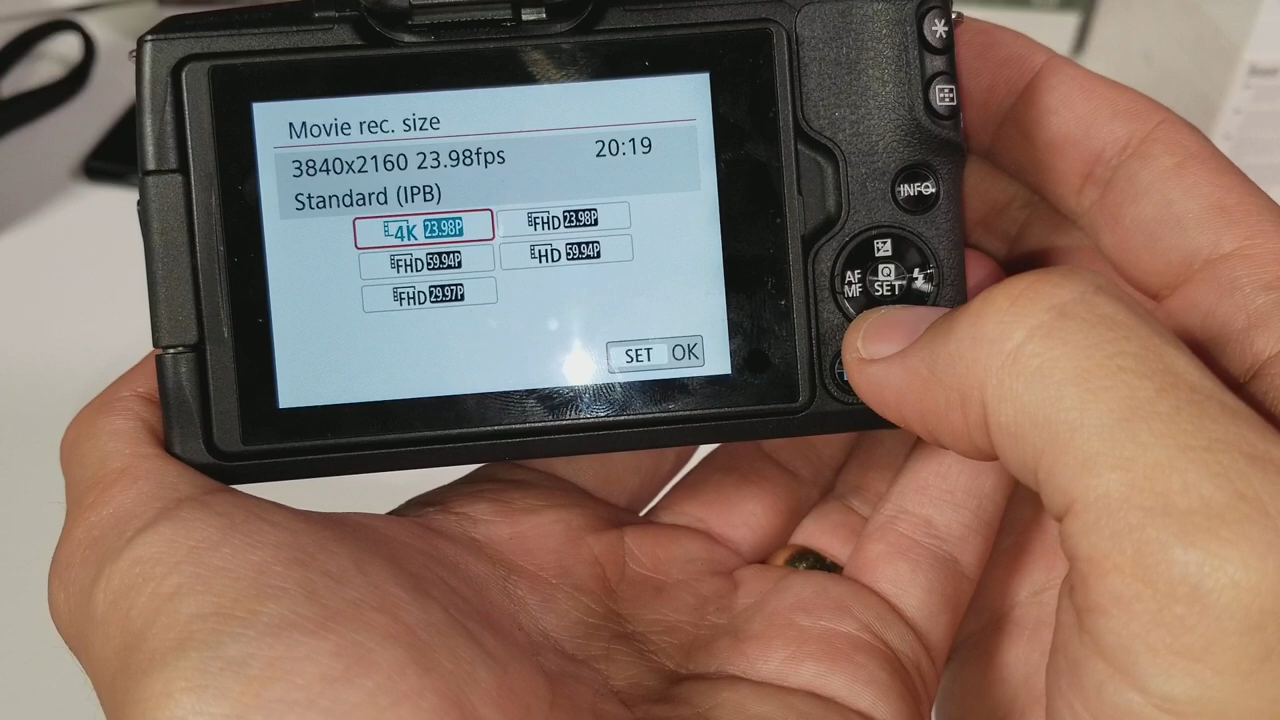 Movie rec. size
3840x2160 23.98fps 20:19
Standard (IPB)
4K 23.98P FHD 23.98P
FHD 59.94P HD 59.94P
FHD 29.97P
SET OK
INFO.
AF
MF
Q
SET